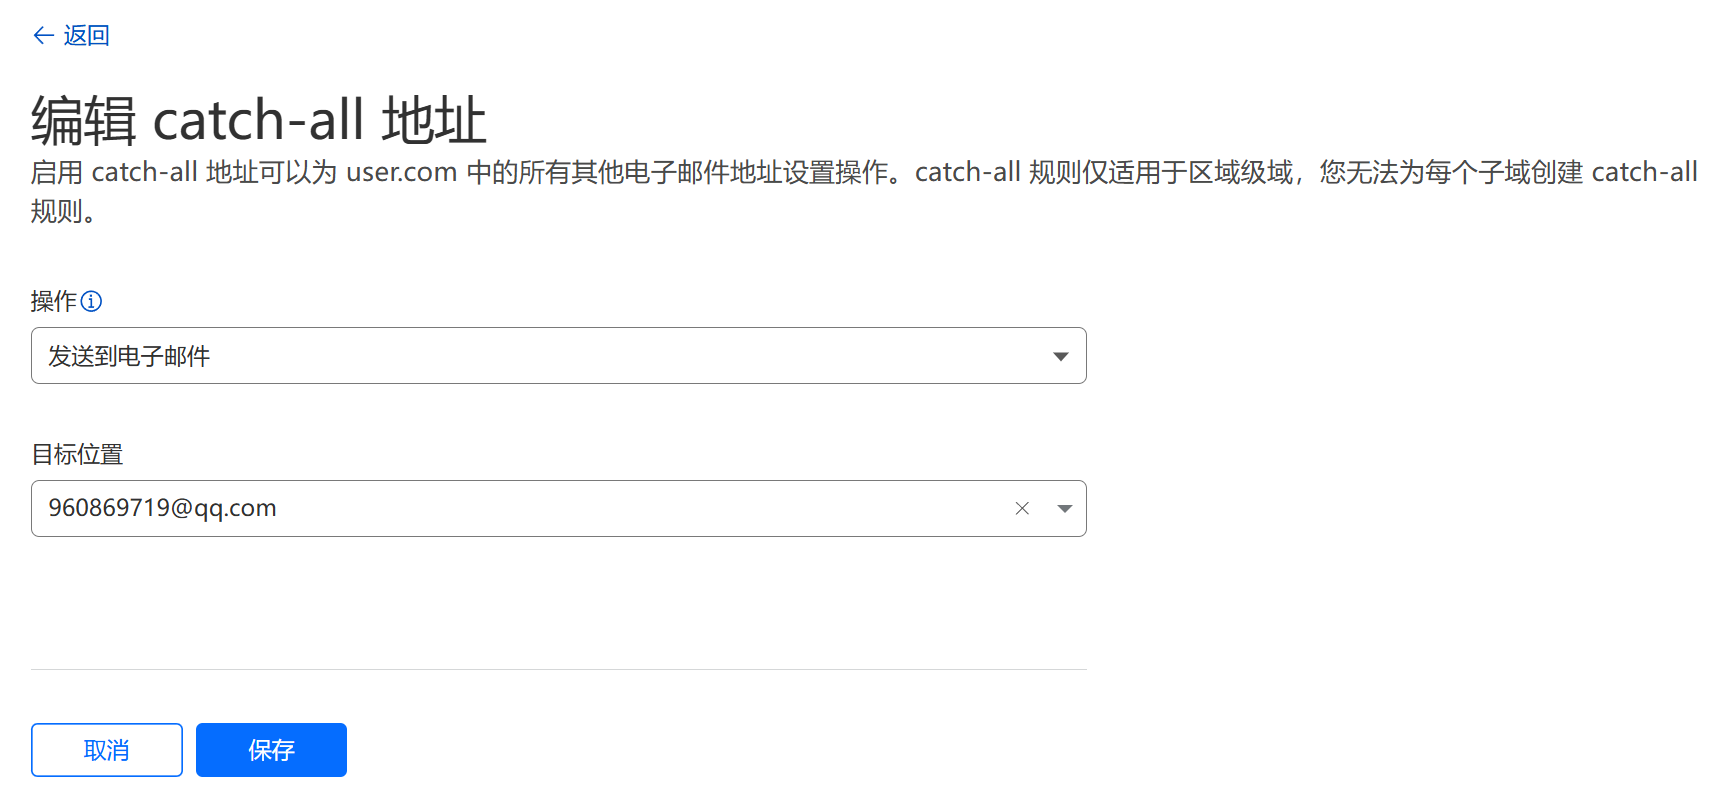 返回
编辑 catch-all 地址
启用 catch-all 地址可以为 user.com 中的所有其他电子邮件地址设置操作。catch-all 规则仅适用于区域级域，您无法为每个子域创建 catch-all
规则。
操作
发送到电子邮件
目标位置
960869719@qq.com
取消
保存